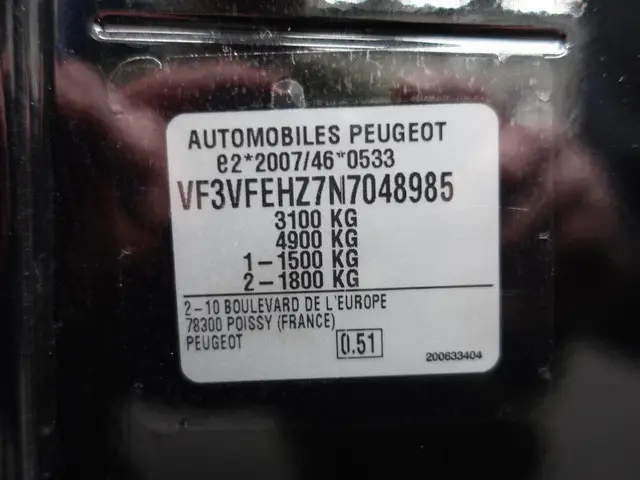 AUTOMOBILES PEUGEOT
e2*2007/46*0533
VF3VFEHZ7N7048985
3100 KG
4900 KG
1-1500 KG
2-1800 KG
2-10 BOULEVARD DE L'EUROPE
78300 POISSY (FRANCE)
PEUGEOT
0.51
200633404